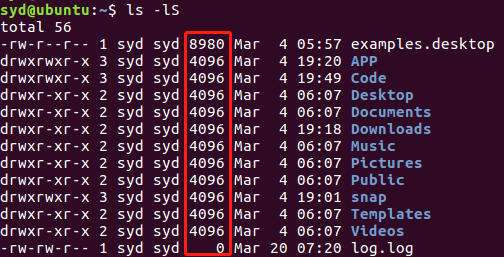 syd@ubuntu:~$ ls -lS
total 56
-rw-r--r-- 1 syd syd 8980 Mar  4 05:57 examples.desktop
drwxrwxr-x 3 syd syd 4096 Mar  4 19:20 APP
drwxr-xr-x 3 syd syd 4096 Mar  4 19:49 Code
drwxr-xr-x 2 syd syd 4096 Mar  4 06:07 Desktop
drwxr-xr-x 2 syd syd 4096 Mar  4 06:07 Documents
drwxr-xr-x 2 syd syd 4096 Mar  4 19:18 Downloads
drwxr-xr-x 2 syd syd 4096 Mar  4 06:07 Music
drwxr-xr-x 2 syd syd 4096 Mar  4 06:07 Pictures
drwxr-xr-x 2 syd syd 4096 Mar  4 06:07 Public
drwxrwxr-x 3 syd syd 4096 Mar  4 19:01 snap
drwxr-xr-x 2 syd syd 4096 Mar  4 06:07 Templates
drwxr-xr-x 2 syd syd 4096 Mar  4 06:07 Videos
-rw-rw-r-- 1 syd syd    0 Mar 20 07:20 log.log